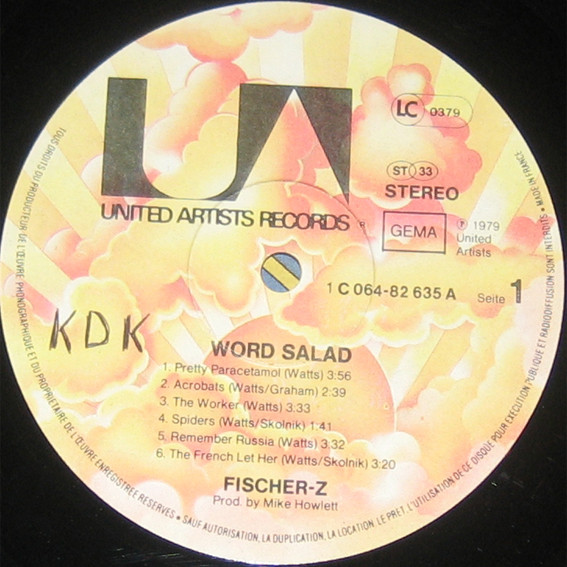 UA
UNITED ARTISTS RECORDS ®
LC 0379
ST 33
STEREO
GEMA
℗ 1979
United
Artists
1 C 064-82 635 A Seite 1
KDK
WORD SALAD
1. Pretty Paracetamol (Watts) 3:56
2. Acrobats (Watts/Graham) 2:39
3. The Worker (Watts) 3.33
4. Spiders (Watts/Skolnik) 1:41
5. Remember Russia (Watts) 3.32
6. The French Let Her (Watts/Skolnik) 3:20
FISCHER-Z
Prod. by Mike Howlett
TOUS DROITS DU PRODUCTEUR DE L'ŒUVRE PHONOGRAPHIQUE ET DU PROPRIETAIRE DE L'ŒUVRE ENREGISTREE RESERVES • SAUF AUTORISATION, LA DUPLICATION, LA LOCATION, LE PRET, L'UTILISATION DE CE DISQUE POUR EXECUTION PUBLIQUE ET RADIODIFFUSION SONT INTERDITS • MADE IN FRANCE